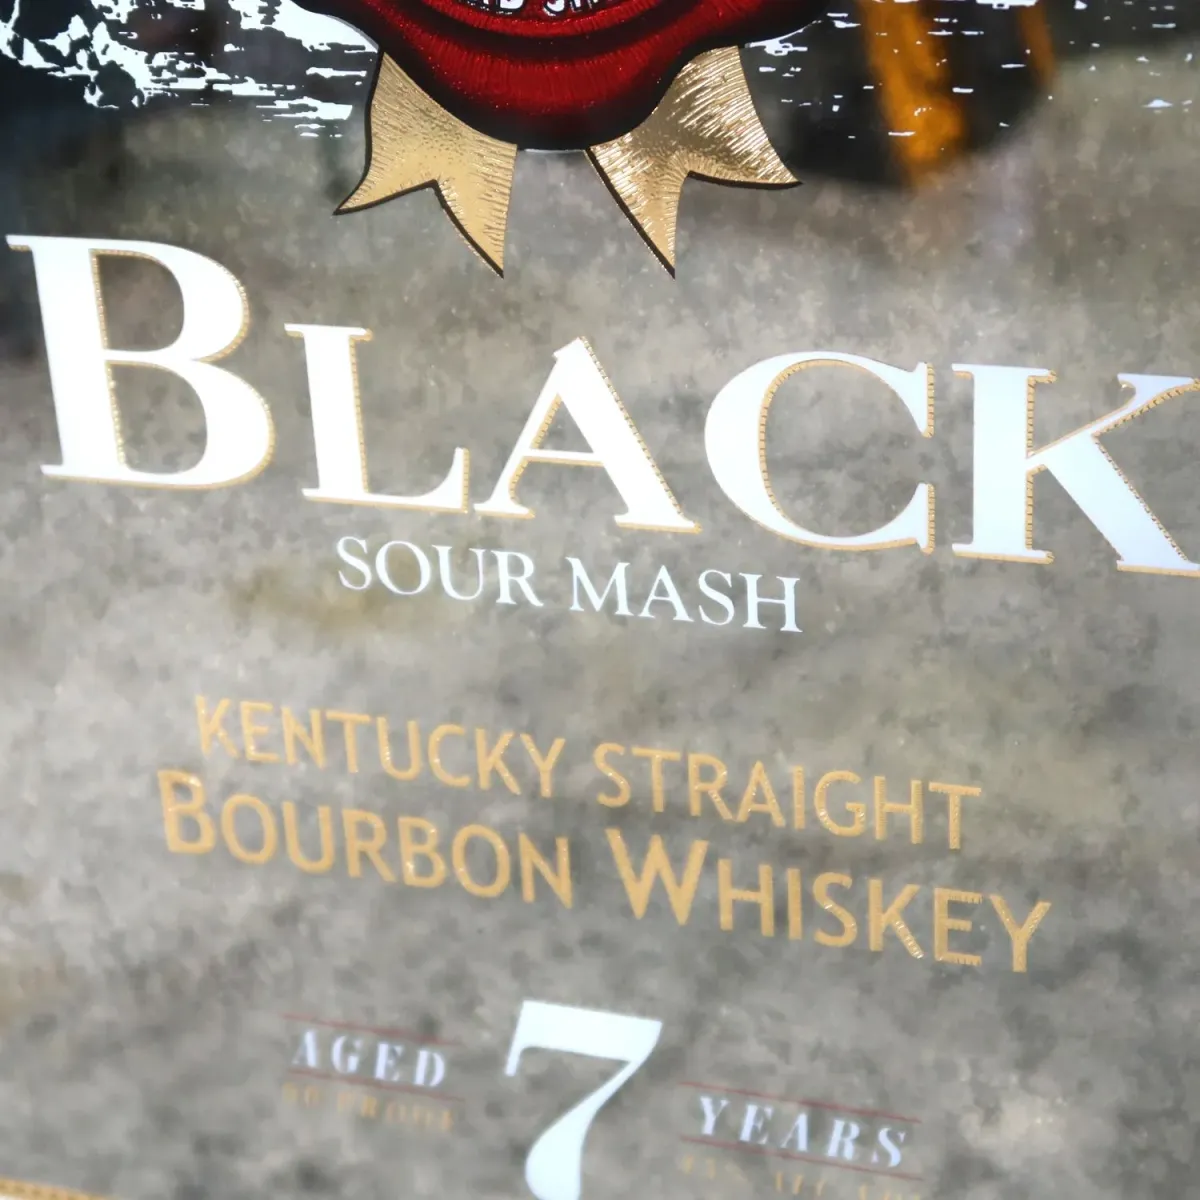 BLACK
SOUR MASH
KENTUCKY STRAIGHT
BOURBON WHISKEY
AGED 7 YEARS